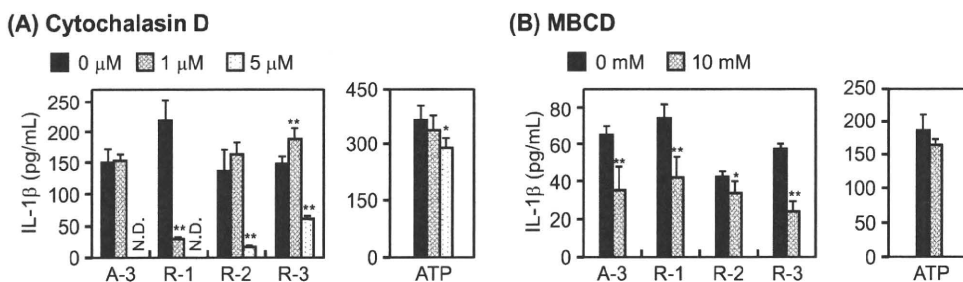 (A) Cytochalasin D
0 μM 1 μM 5 μM
IL-1β (pg/mL)
250
200
150
100
50
0
N.D.
**
N.D.
**
**
**
A-3 R-1 R-2 R-3
450
300
150
0
*
ATP
(B) MBCD
0 mM 10 mM
IL-1β (pg/mL)
80
60
40
20
0
**
**
*
**
A-3 R-1 R-2 R-3
250
200
150
100
50
0
ATP